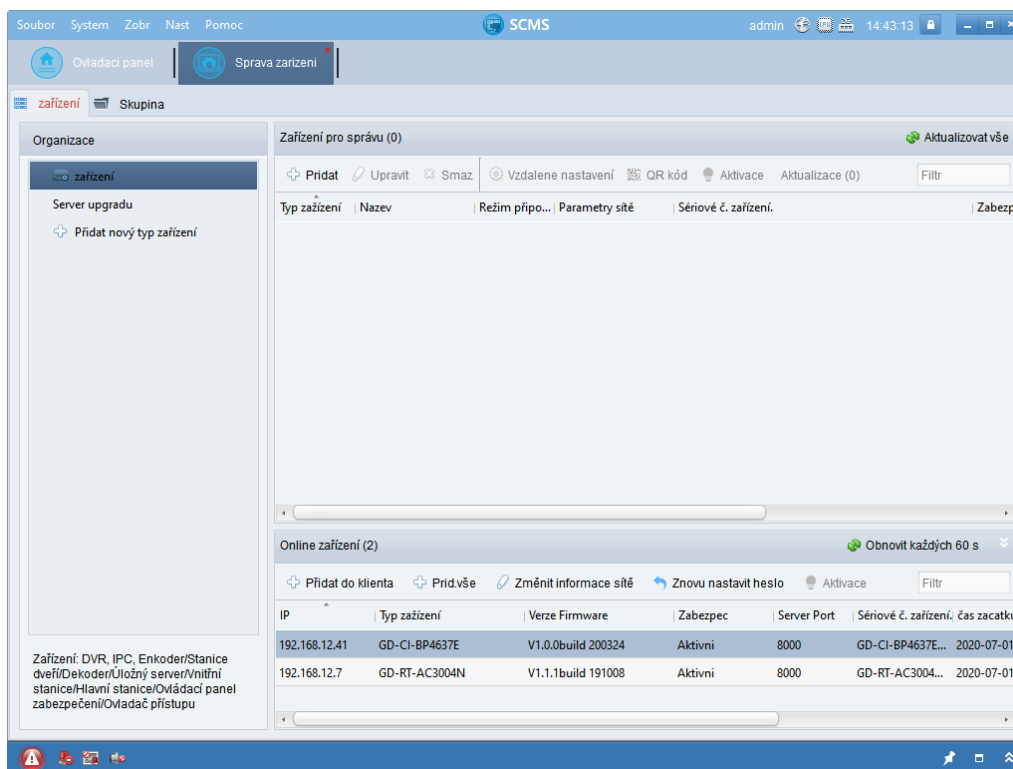 Soubor System Zobr Nast Pomoc SCMS admin 14:43:13
Ovladaci panel Sprava zarizeni
zařízení Skupina
Organizace
zařízení
Server upgradu
Přidat nový typ zařízení
Zařízení: DVR, IPC, Enkoder/Stanice
dveří/Dekoder/Úložný server/Vnitřní
stanice/Hlavní stanice/Ovládací panel
zabezpečení/Ovladač přístupu
Zařízení pro správu (0) Aktualizovat vše
Pridat Upravit Smaz Vzdalene nastavení QR kód Aktivace Aktualizace (0) Filtr
Typ zažízení Nazev Režim připo... Parametry sítě Sériové č. zařízení. Zabezp
Online zařízení (2) Obnovit každých 60 s
Přidat do klienta Prid.vše Změnit informace sítě Znovu nastavit heslo Aktivace Filtr
IP Typ zažízení Verze Firmware Zabezpec Server Port Sériové č. zařízení. čas zacatku
192.168.12.41 GD-CI-BP4637E V1.0.0build 200324 Aktivni 8000 GD-CI-BP4637E... 2020-07-01
192.168.12.7 GD-RT-AC3004N V1.1.1build 191008 Aktivni 8000 GD-RT-AC3004... 2020-07-01